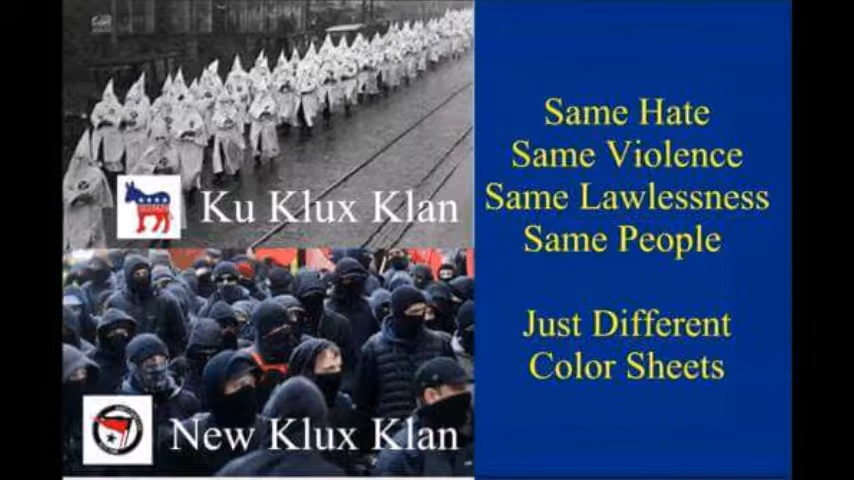 Ku Klux Klan
New Klux Klan
Same Hate
Same Violence
Same Lawlessness
Same People
Just Different
Color Sheets